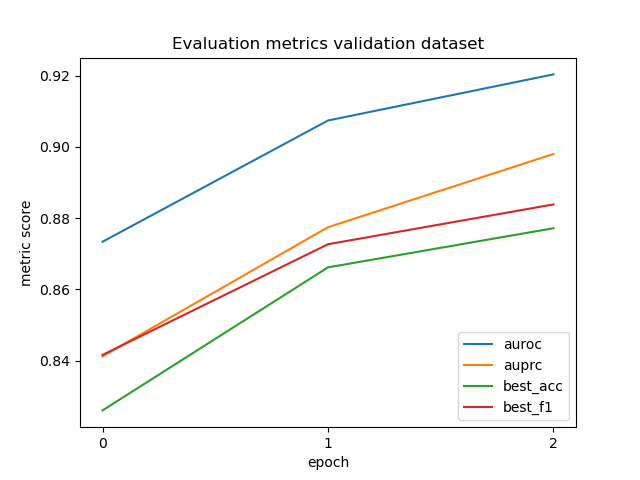 Evaluation metrics validation dataset
0.92
0.90
0.88
0.86
0.84
metric score
0
1
2
epoch
auroc
auprc
best_acc
best_f1